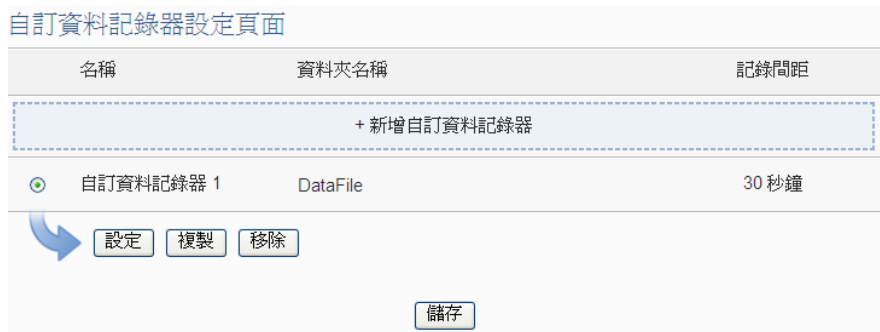 自訂資料記錄器設定頁面
名稱 資料夾名稱 記錄間距
+ 新增自訂資料記錄器
自訂資料記錄器 1 DataFile 30 秒鐘
設定 複製 移除
儲存